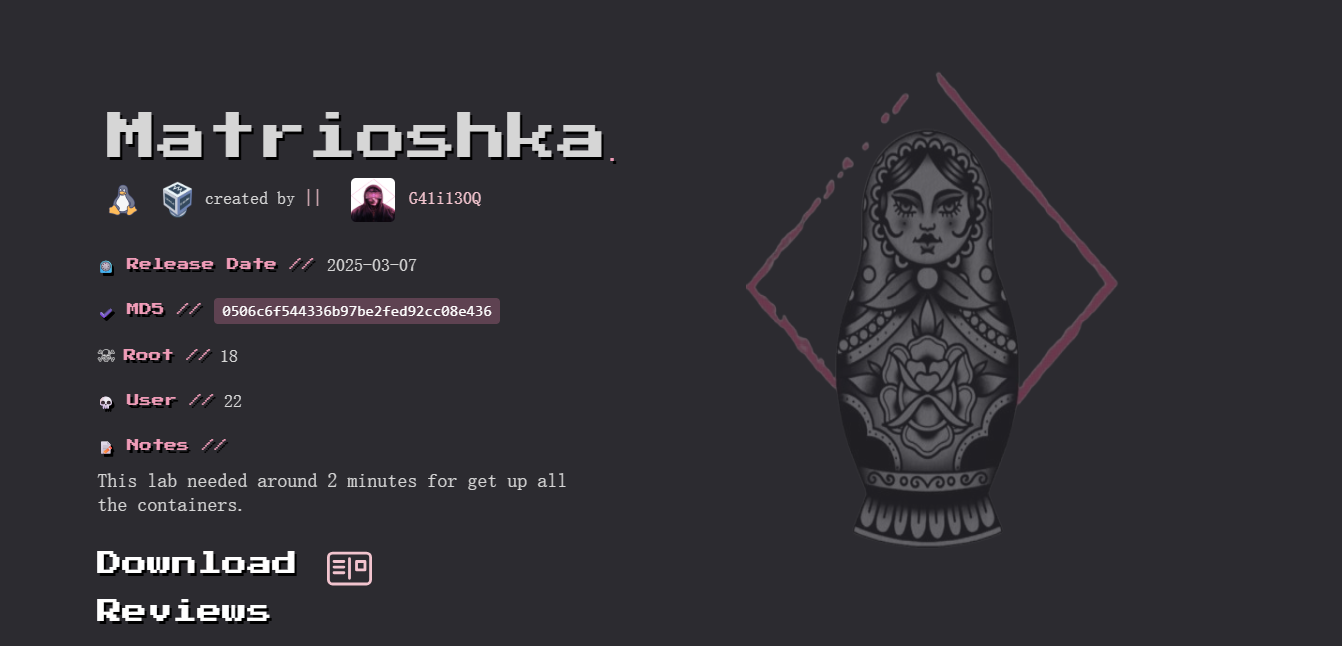 Matrioshka.
created by || G4li13OQ
Release Date // 2025-03-07
MD5 // 0506c6f544336b97be2fed92cc08e436
Root // 18
User // 22
Notes //
This lab needed around 2 minutes for get up all
the containers.
Download
Reviews